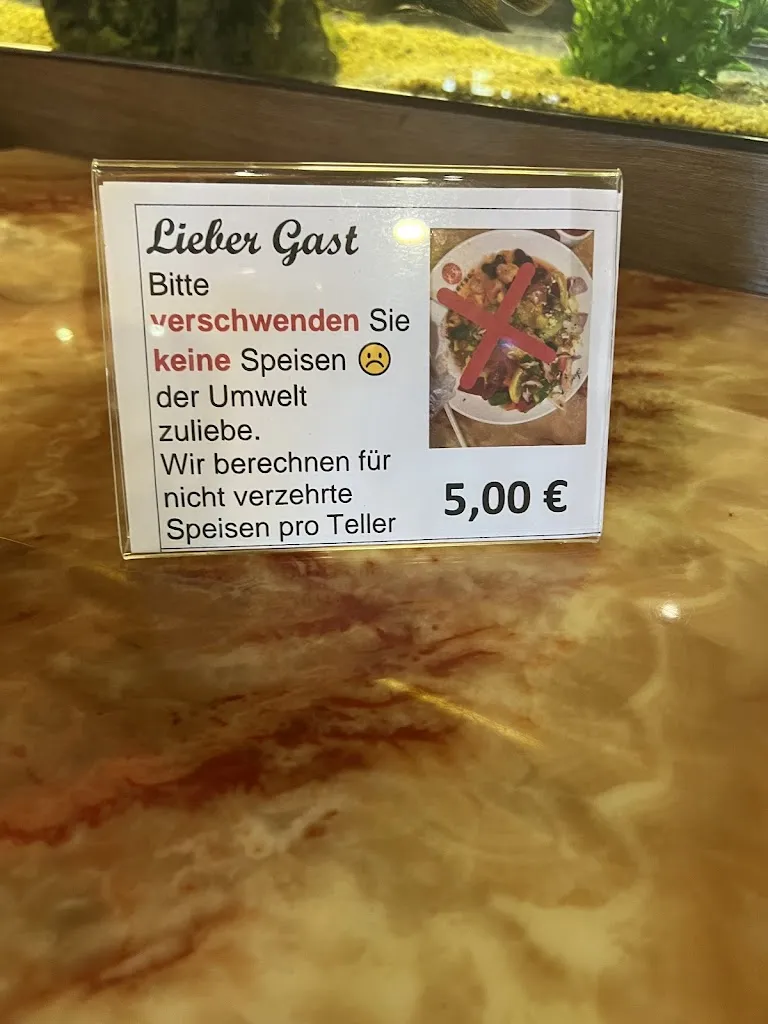 Lieber Gast
Bitte
verschwenden Sie
keine Speisen ☹
der Umwelt
zuliebe.
Wir berechnen für
nicht verzehrte
Speisen pro Teller
5,00 €